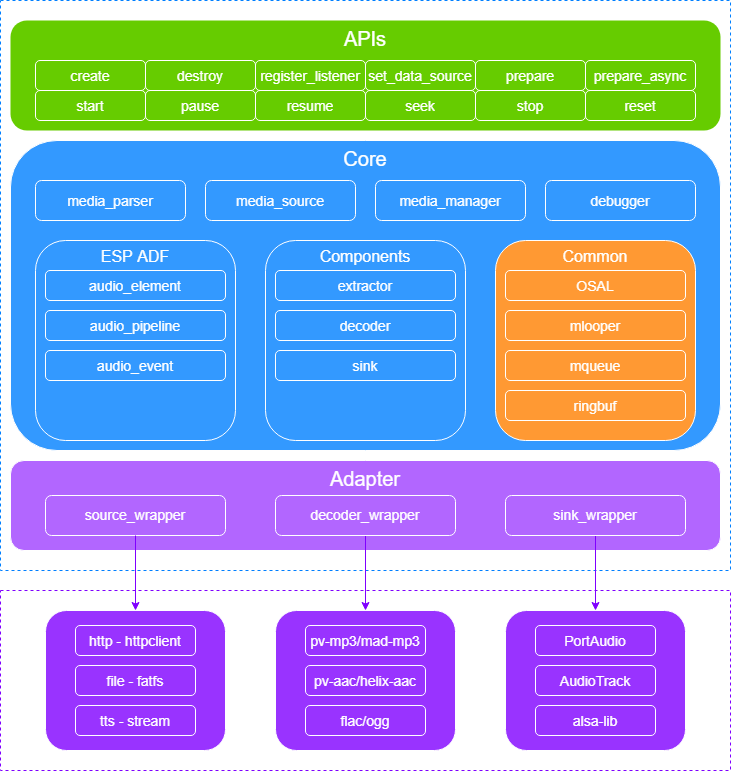 APIs
create destroy register_listener set_data_source prepare prepare_async
start pause resume seek stop reset
Core
media_parser media_source media_manager debugger
ESP ADF Components Common
audio_element extractor OSAL
audio_pipeline decoder mlooper
audio_event sink mqueue
ringbuf
Adapter
source_wrapper decoder_wrapper sink_wrapper
http - httpclient pv-mp3/mad-mp3 PortAudio
file - fatfs pv-aac/helix-aac AudioTrack
tts - stream flac/ogg alsa-lib